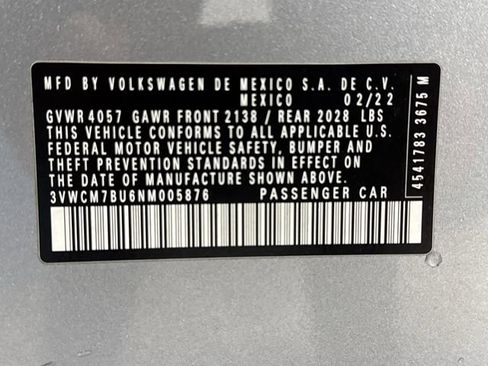 MFD BY VOLKSWAGEN DE MEXICO S.A. DE C.V.
MEXICO 02/22
GVWR 4057 GAWR FRONT 2138 / REAR 2028 LBS
THIS VEHICLE CONFORMS TO ALL APPLICABLE U.S.
FEDERAL MOTOR VEHICLE SAFETY, BUMPER AND
THEFT PREVENTION STANDARDS IN EFFECT ON
THE DATE OF MANUFACTURE SHOWN ABOVE.
3VWCM7BU6NM005876 PASSENGER CAR
4541783 3675 M